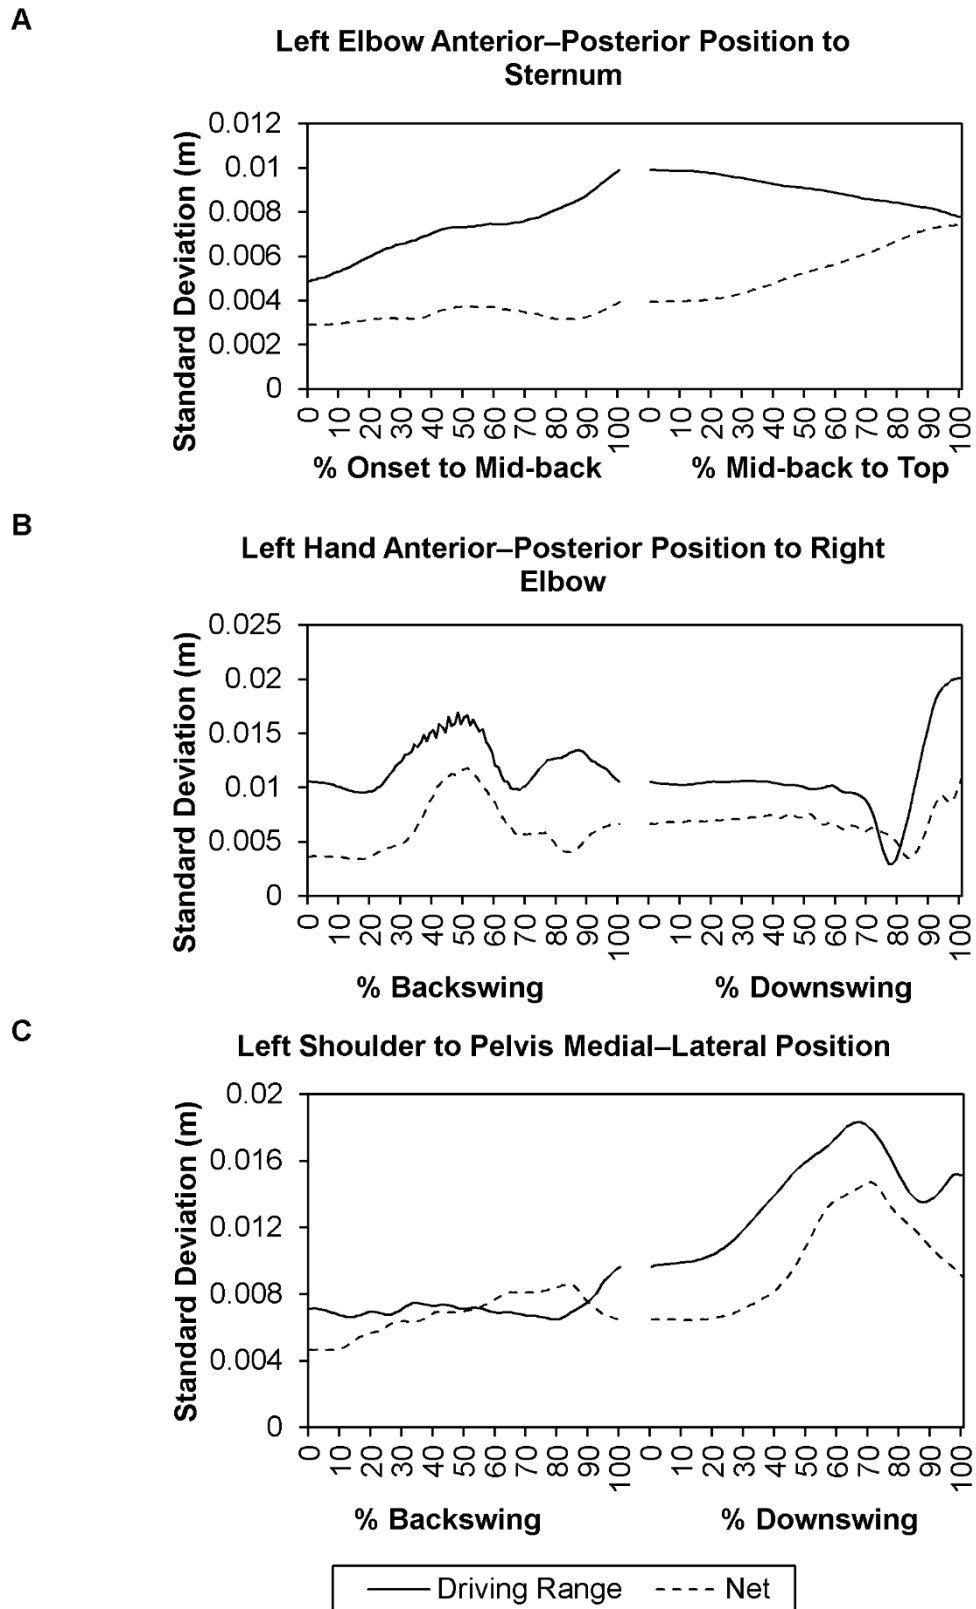 A
Left Elbow Anterior–Posterior Position to
Sternum
Standard Deviation (m)
0.012
0.01
0.008
0.006
0.004
0.002
0
0 10 20 30 40 50 60 70 80 90 100 0 10 20 30 40 50 60 70 80 90 100
% Onset to Mid-back % Mid-back to Top
B
Left Hand Anterior–Posterior Position to Right
Elbow
Standard Deviation (m)
0.025
0.02
0.015
0.01
0.005
0
0 10 20 30 40 50 60 70 80 90 100 0 10 20 30 40 50 60 70 80 90 100
% Backswing % Downswing
C
Left Shoulder to Pelvis Medial–Lateral Position
Standard Deviation (m)
0.02
0.016
0.012
0.008
0.004
0
0 10 20 30 40 50 60 70 80 90 100 0 10 20 30 40 50 60 70 80 90 100
% Backswing % Downswing
Driving Range Net